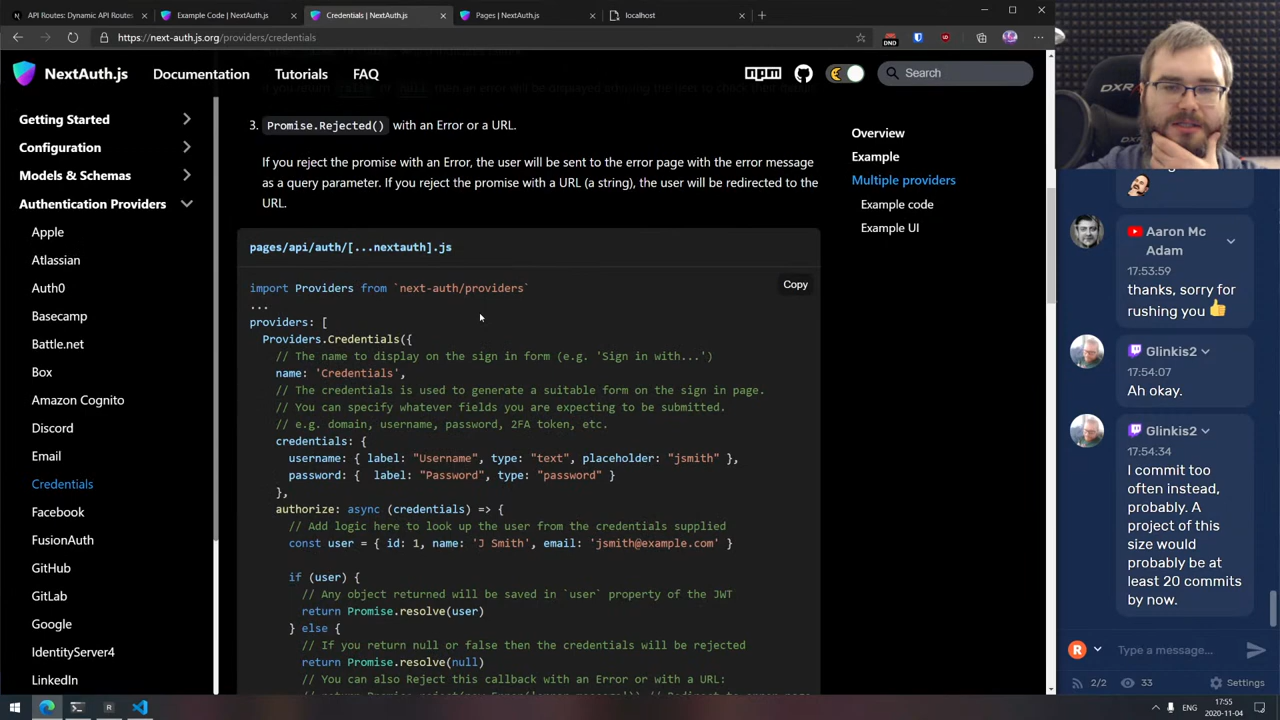 API Routes: Dynamic API Routes
Example Code | NextAuth.js
Credentials | NextAuth.js
Pages | NextAuth.js
localhost
https://next-auth.js.org/providers/credentials
DND
NextAuth.js
Documentation
Tutorials
FAQ
npm
Search
Getting Started
Configuration
Models & Schemas
Authentication Providers
Apple
Atlassian
Auth0
Basecamp
Battle.net
Box
Amazon Cognito
Discord
Email
Credentials
Facebook
FusionAuth
GitHub
GitLab
Google
IdentityServer4
LinkedIn
3. Promise.Rejected() with an Error or a URL.
If you reject the promise with an Error, the user will be sent to the error page with the error message
as a query parameter. If you reject the promise with a URL (a string), the user will be redirected to the
URL.
pages/api/auth/[...nextauth].js
Copy
import Providers from `next-auth/providers`
...
providers: [
Providers.Credentials({
// The name to display on the sign in form (e.g. 'Sign in with...')
name: 'Credentials',
// The credentials is used to generate a suitable form on the sign in page.
// You can specify whatever fields you are expecting to be submitted.
// e.g. domain, username, password, 2FA token, etc.
credentials: {
username: { label: "Username", type: "text", placeholder: "jsmith" },
password: {  label: "Password", type: "password" }
},
authorize: async (credentials) => {
// Add logic here to look up the user from the credentials supplied
const user = { id: 1, name: 'J Smith', email: 'jsmith@example.com' }
if (user) {
// Any object returned will be saved in `user` property of the JWT
return Promise.resolve(user)
} else {
// If you return null or false then the credentials will be rejected
return Promise.resolve(null)
// You can also Reject this callback with an Error or with a URL:
Overview
Example
Multiple providers
Example code
Example UI
DXR
Aaron Mc
Adam
17:53:59
thanks, sorry for
rushing you
Glinkis2
17:54:07
Ah okay.
Glinkis2
17:54:34
I commit too
often instead,
probably. A
project of this
size would
probably be at
least 20 commits
by now.
R
Type a message...
2/2
33
Settings
ENG
17:55
2020-11-04